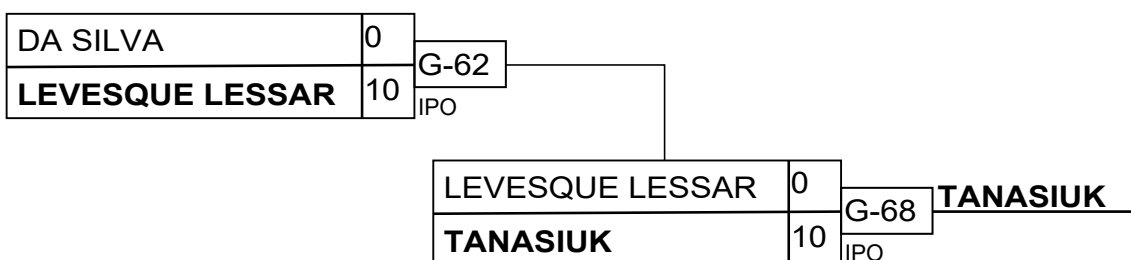 DA SILVA 0
G-62
LEVESQUE LESSAR 10
IPO
LEVESQUE LESSAR 0
G-68 TANASIUK
TANASIUK 10
IPO